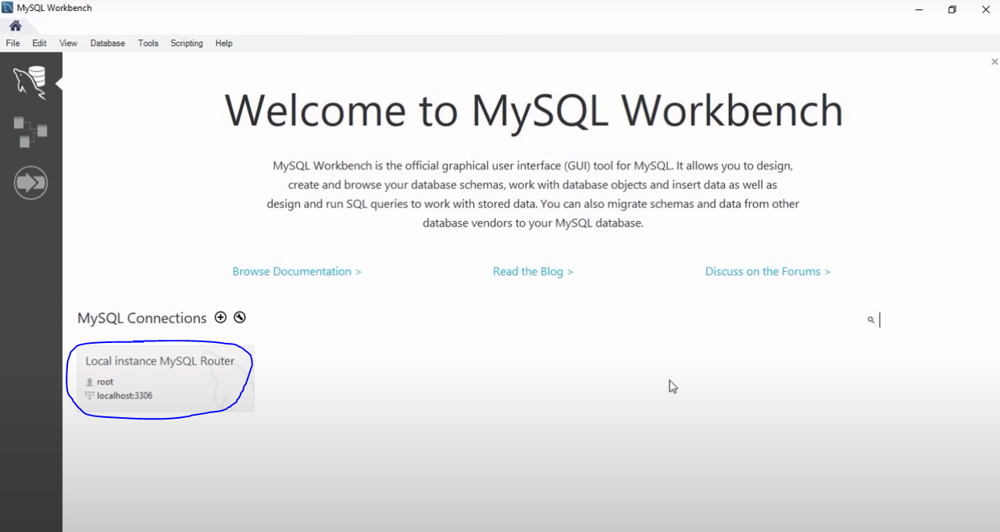 MySQL Workbench
File Edit View Database Tools Scripting Help
Welcome to MySQL Workbench
MySQL Workbench is the official graphical user interface (GUI) tool for MySQL. It allows you to design,
create and browse your database schemas, work with database objects and insert data as well as
design and run SQL queries to work with stored data. You can also migrate schemas and data from other
database vendors to your MySQL database.
Browse Documentation > Read the Blog > Discuss on the Forums >
MySQL Connections
Local instance MySQL Router
root
localhost:3306